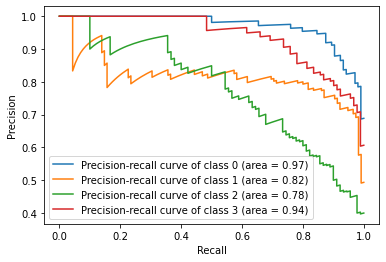 1.0
0.9
0.8
0.7
0.6
0.5
0.4
Precision
Precision-recall curve of class 0 (area = 0.97)
Precision-recall curve of class 1 (area = 0.82)
Precision-recall curve of class 2 (area = 0.78)
Precision-recall curve of class 3 (area = 0.94)
0.0 0.2 0.4 0.6 0.8 1.0
Recall